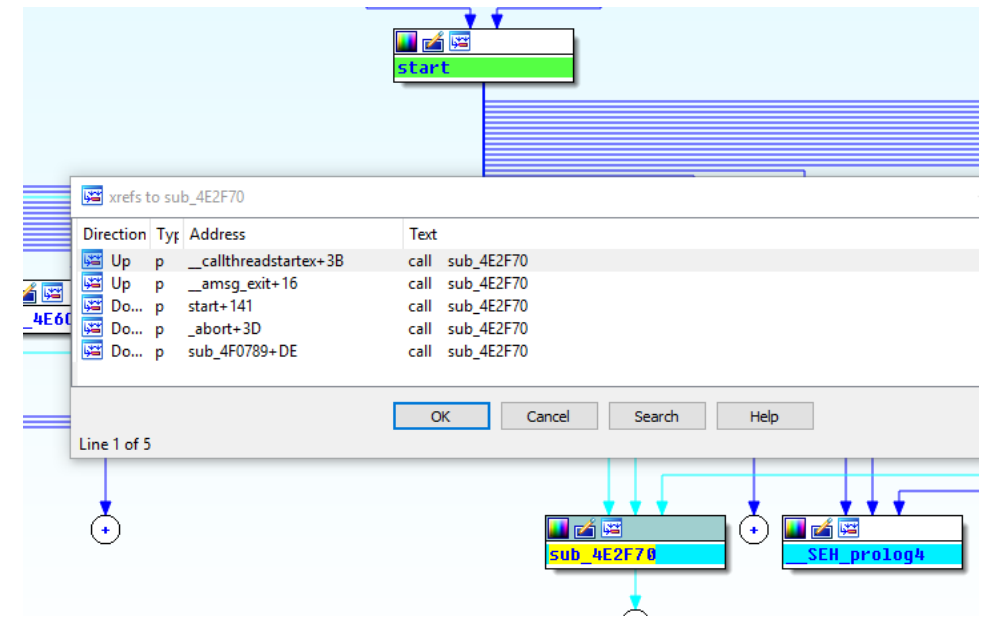 start
xrefs to sub_4E2F70
Direction Typ Address Text
Up p __callthreadstartex+3B call sub_4E2F70
Up p __amsg_exit+16 call sub_4E2F70
Do... p start+141 call sub_4E2F70
Do... p _abort+3D call sub_4E2F70
Do... p sub_4F0789+DE call sub_4E2F70
_4E60
OK Cancel Search Help
Line 1 of 5
sub_4E2F70 __SEH_prolog4